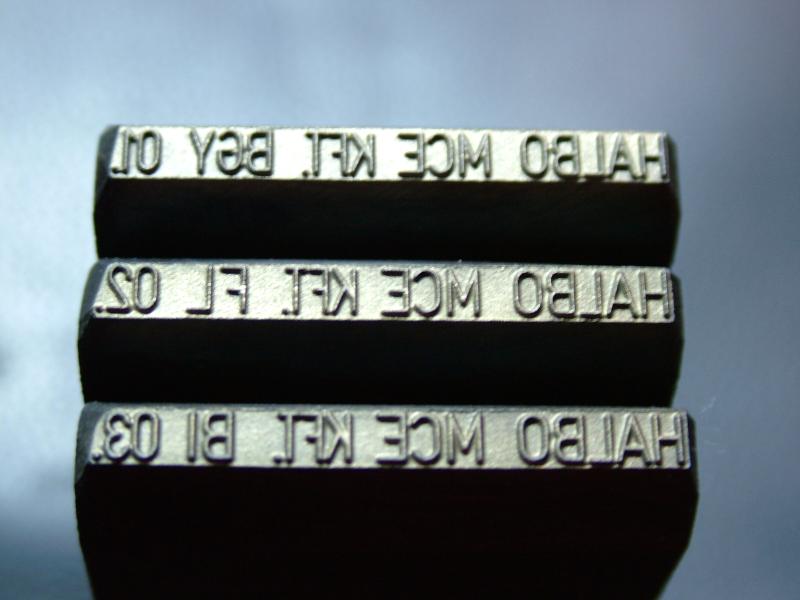 HALBO MCE KFT. BGY 01.
HALBO MCE KFT. FL 02.
HALBO MCE KFT. BI 03.